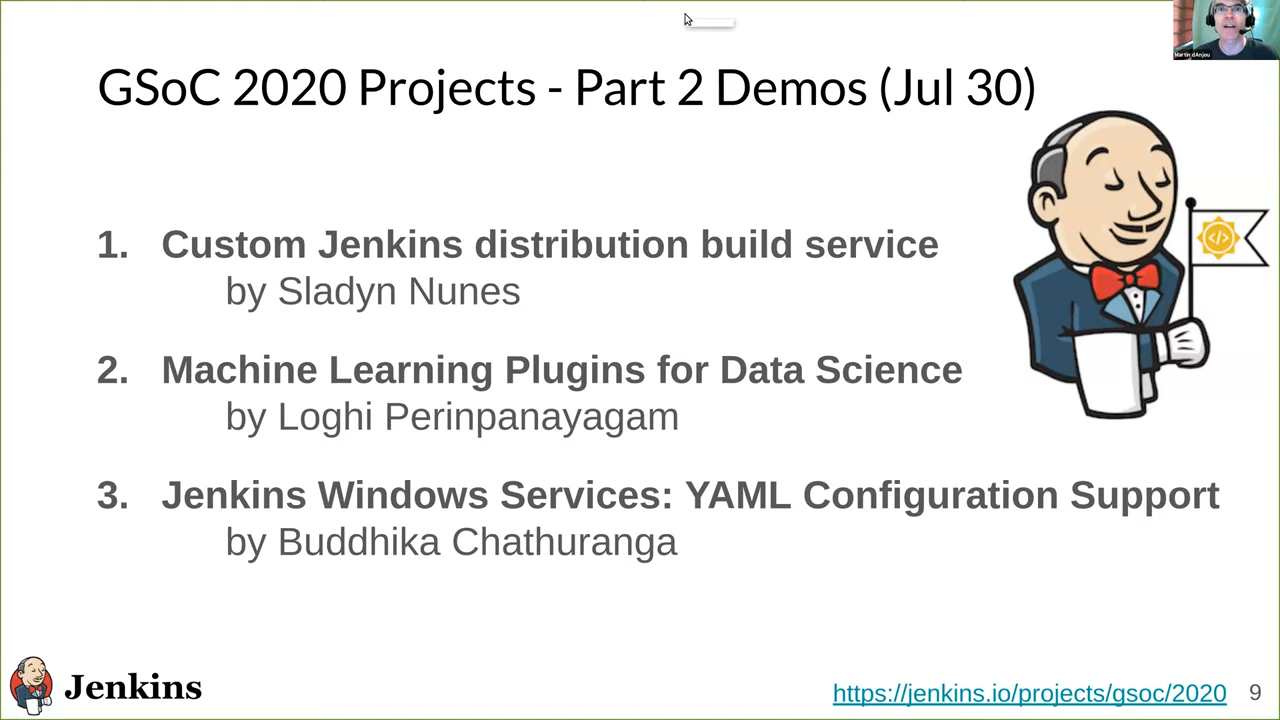 GSoC 2020 Projects - Part 2 Demos (Jul 30)
Martin dAnjou
1. Custom Jenkins distribution build service
by Sladyn Nunes
2. Machine Learning Plugins for Data Science
by Loghi Perinpanayagam
3. Jenkins Windows Services: YAML Configuration Support
by Buddhika Chathuranga
Jenkins
https://jenkins.io/projects/gsoc/2020
9